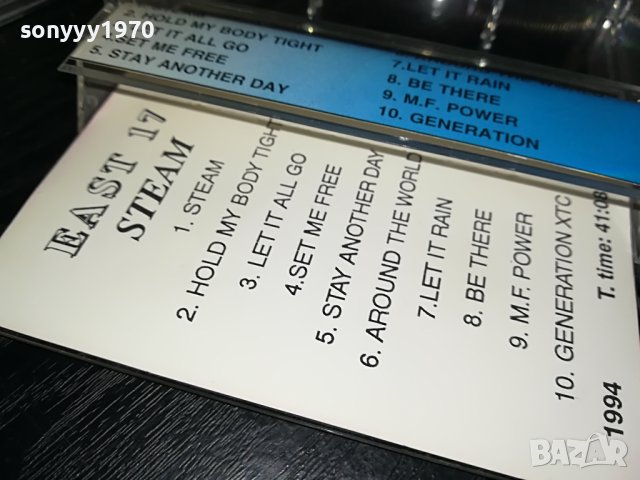 sonyyy1970
2. HOLD MY BODY TIGHT
LET IT ALL GO
SET ME FREE
5. STAY ANOTHER DAY
7.LET IT RAIN
8. BE THERE
9. M.F. POWER
10. GENERATION
EAST 17
STEAM
1. STEAM
2. HOLD MY BODY TIGHT
3. LET IT ALL GO
4.SET ME FREE
5. STAY ANOTHER DAY
6. AROUND THE WORLD
7.LET IT RAIN
8. BE THERE
9. M.F. POWER
10. GENERATION XTC
T. time: 41:08
1994
BAZAR